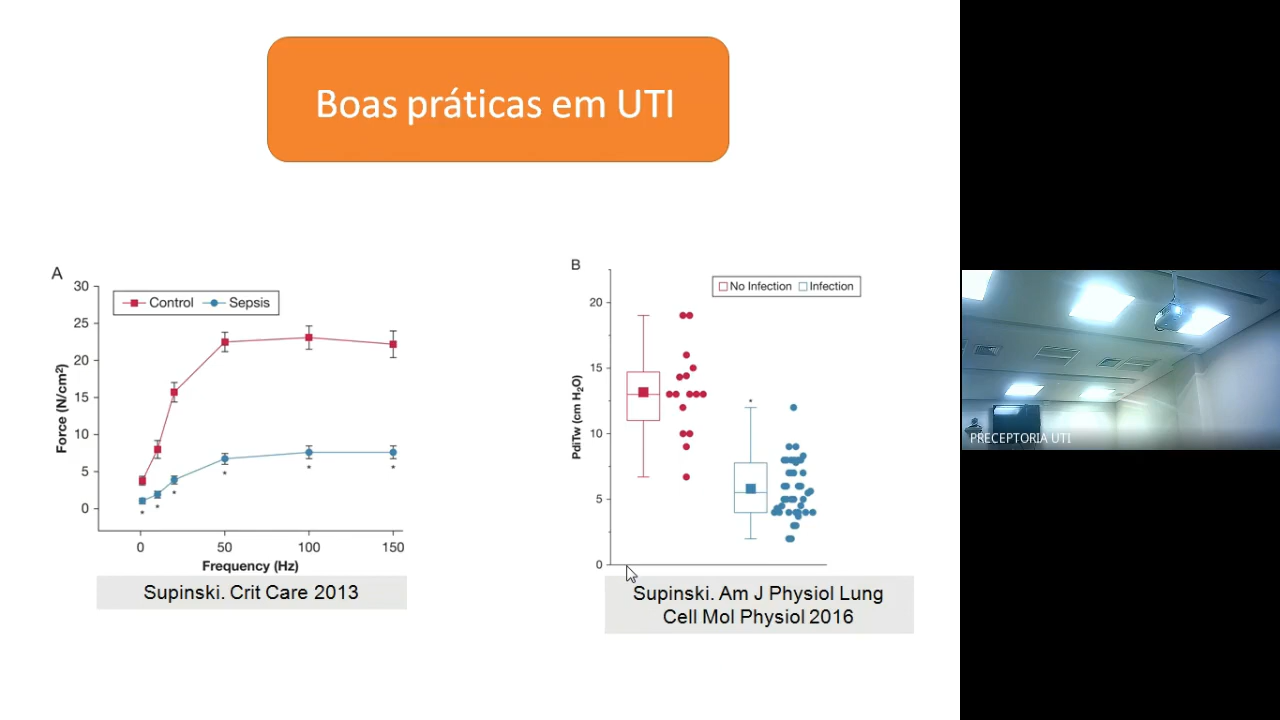 Boas práticas em UTI
A
30
25
20
15
10
5
0
Force (N/cm²)
Control
Sepsis
*
*
*
*
*
*
0
50
100
150
Frequency (Hz)
Supinski. Crit Care 2013
B
20
15
10
5
0
PdiTw (cm H₂O)
No Infection
Infection
*
Supinski. Am J Physiol Lung
Cell Mol Physiol 2016
PRECEPTORIA UTI